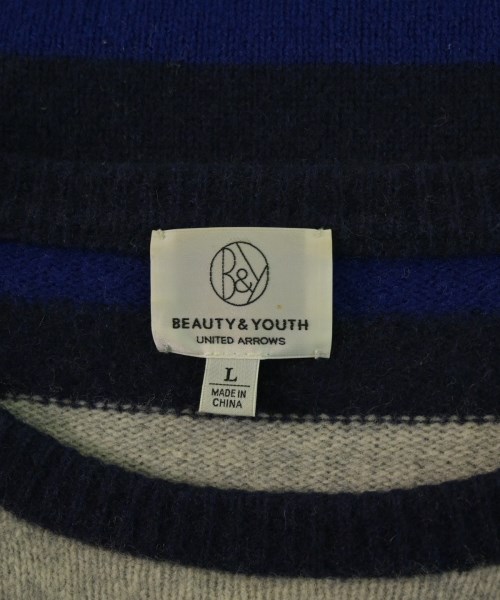 B&Y
BEAUTY & YOUTH
UNITED ARROWS
L
MADE IN
CHINA